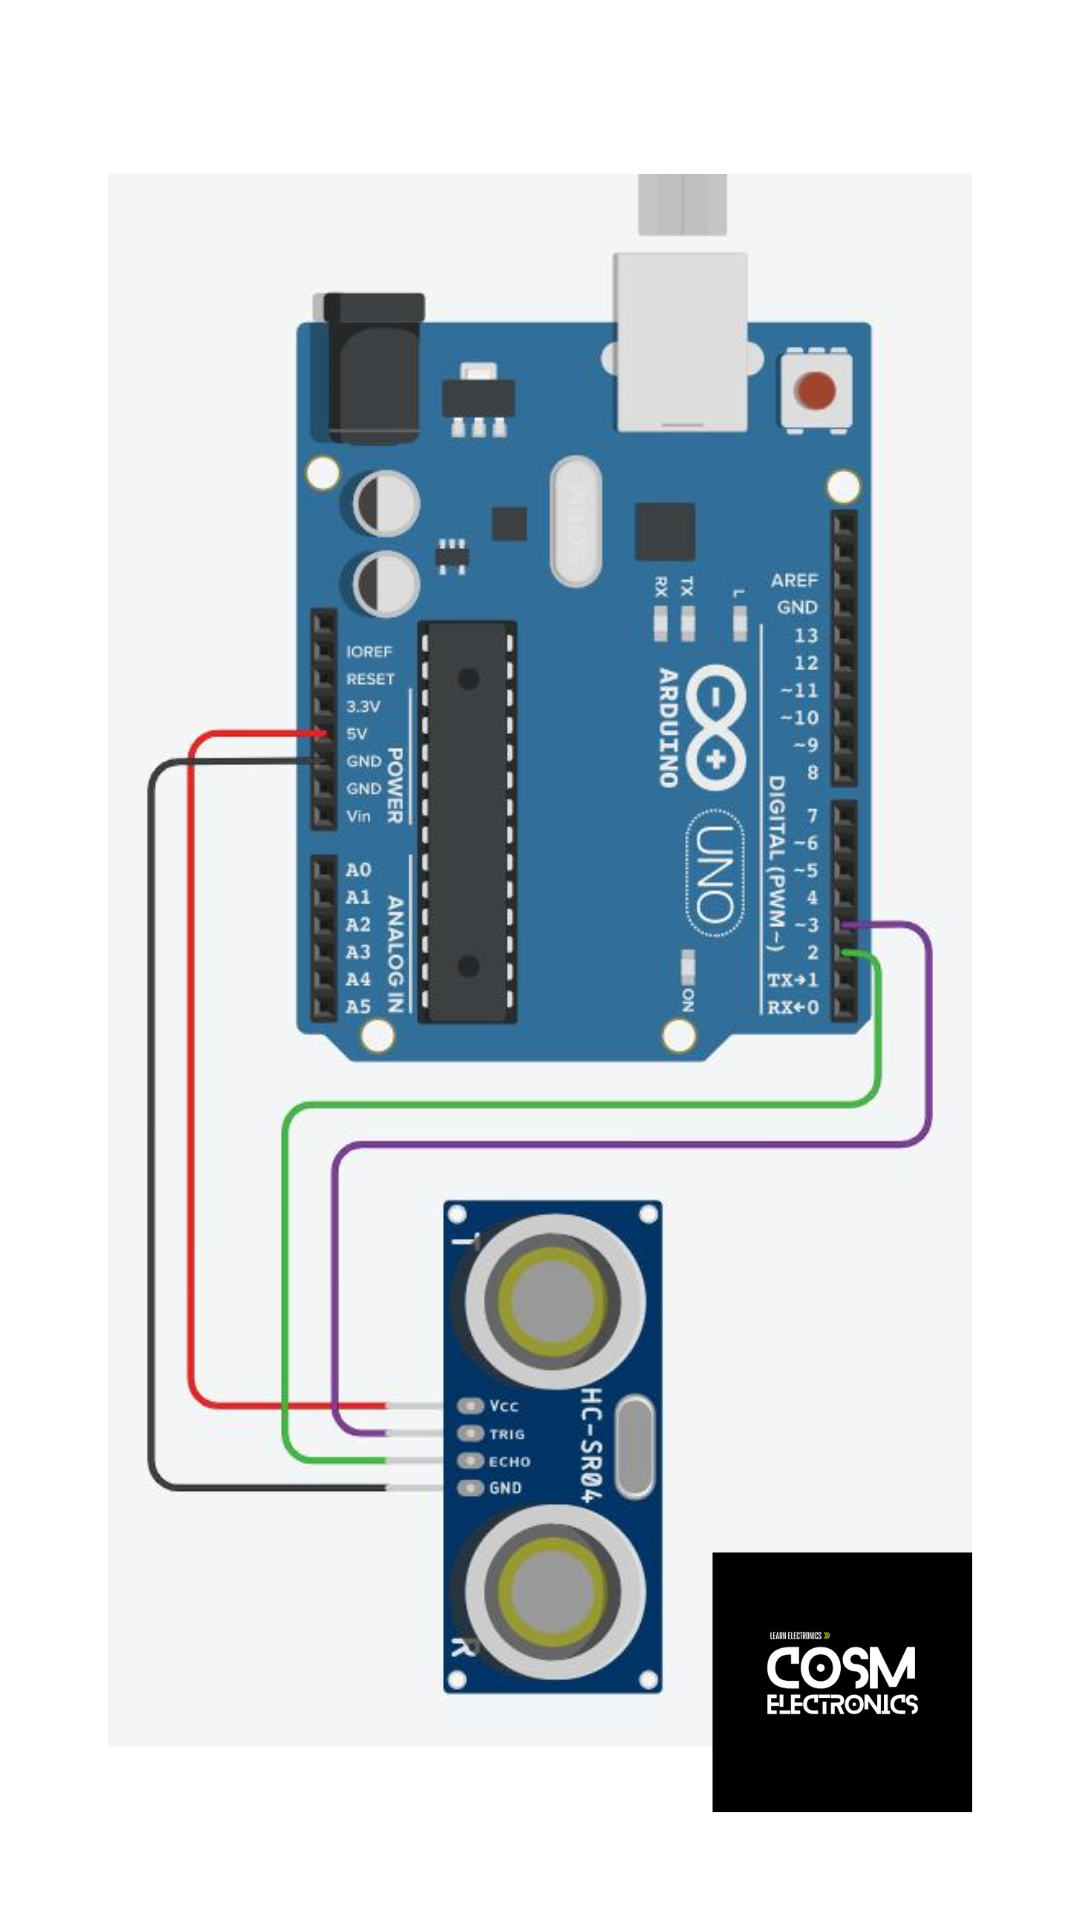 AREF
GND
13
12
~11
~10
~9
8
7
~6
~5
4
~3
2
TX→1
RX←0
DIGITAL (PWM~)
RX
TX
L
ARDUINO
UNO
ON
IOREF
RESET
3.3V
5V
GND
GND
Vin
POWER
A0
A1
A2
A3
A4
A5
ANALOG IN
T
VCC
TRIG
ECHO
GND
HC-SR04
R
LEARN ELECTRONICS
COSM
ELECTRONICS